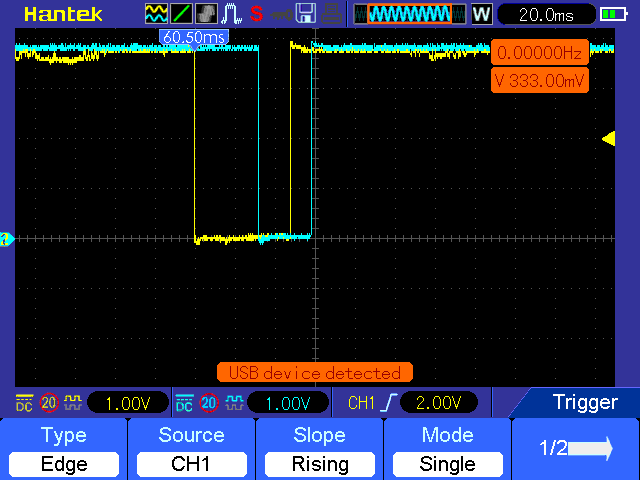 Hantek S W 20.0ms
60.50ms
0.00000Hz
V 333.00mV
USB device detected
DC 20 1.00V DC 20 1.00V CH1 2.00V Trigger
Type Source Slope Mode 1/2
Edge CH1 Rising Single